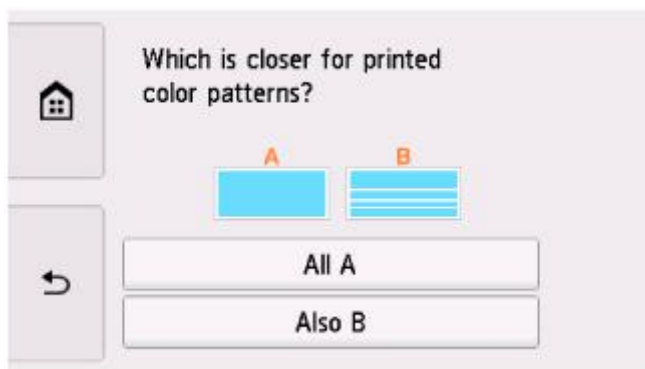 Which is closer for printed
color patterns?
A B
All A
Also B